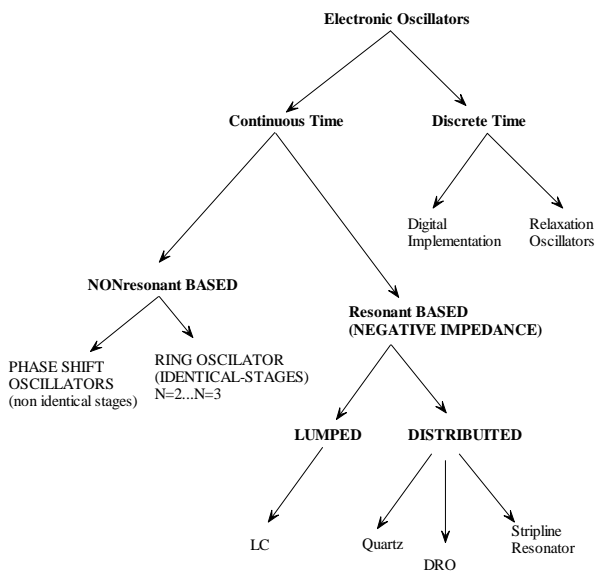 Electronic Oscillators
Continuous Time
Discrete Time
Digital
Implementation
Relaxation
Oscillators
NONresonant BASED
Resonant BASED
(NEGATIVE IMPEDANCE)
PHASE SHIFT
OSCILLATORS
(non identical stages)
RING OSCILATOR
(IDENTICAL-STAGES)
N=2...N=3
LUMPED
DISTRIBUITED
LC
Quartz
DRO
Stripline
Resonator